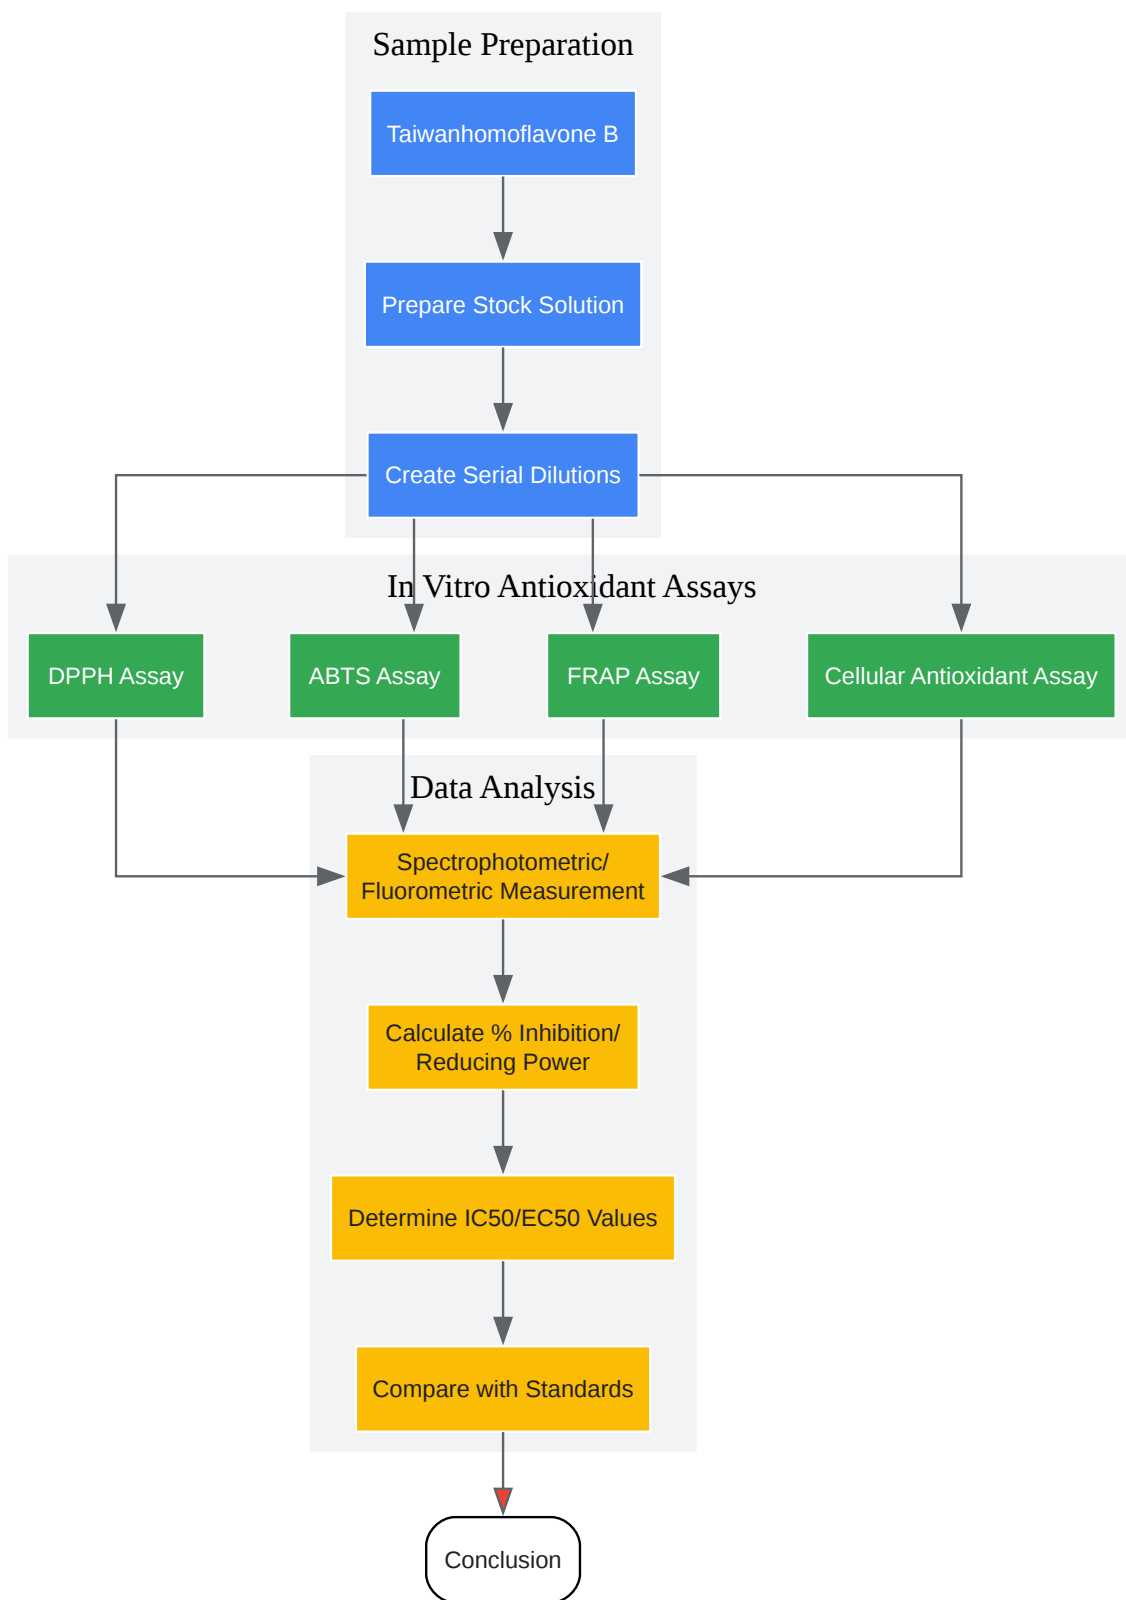 Sample Preparation
Taiwanhomoflavone B
Prepare Stock Solution
Create Serial Dilutions
In Vitro Antioxidant Assays
DPPH Assay
ABTS Assay
FRAP Assay
Cellular Antioxidant Assay
Data Analysis
Spectrophotometric/
Fluorometric Measurement
Calculate % Inhibition/
Reducing Power
Determine IC50/EC50 Values
Compare with Standards
Conclusion